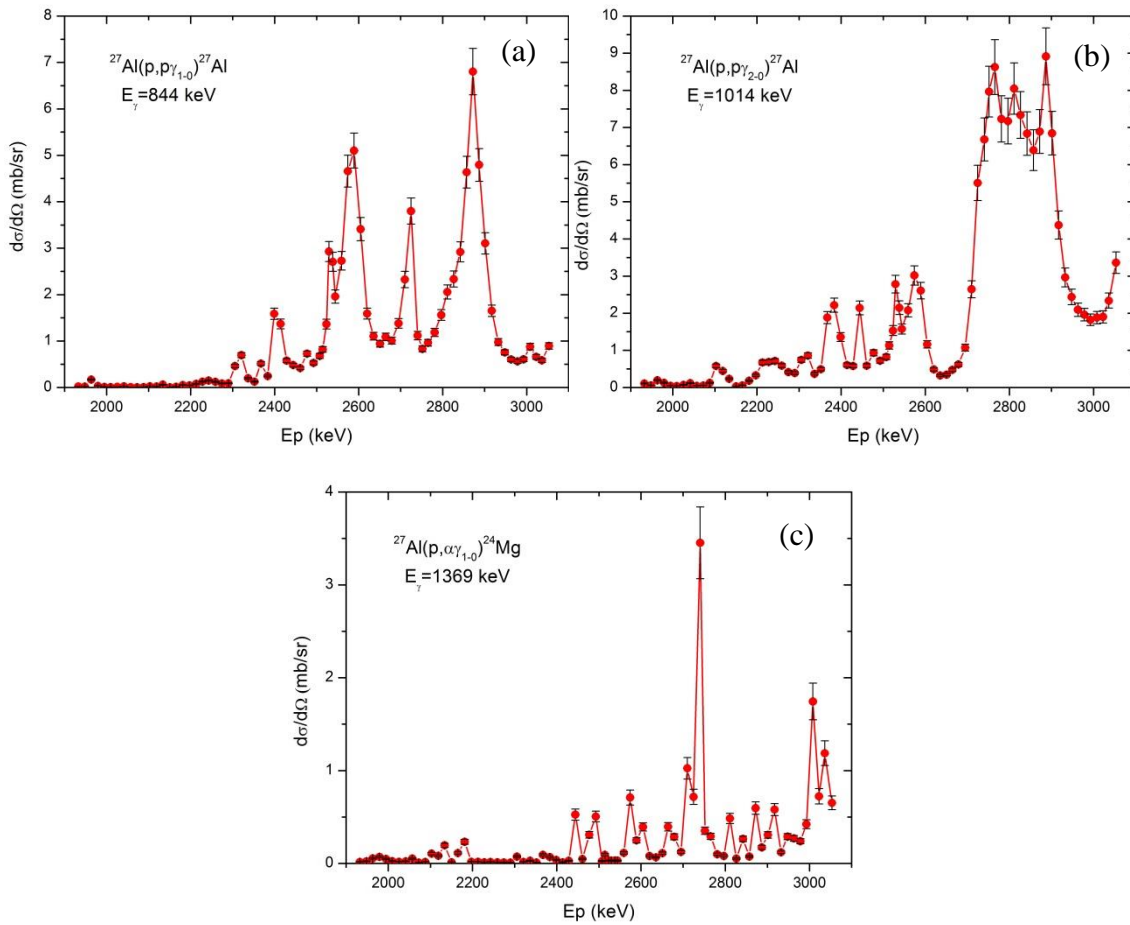 8
7
6
5
4
3
2
1
0
dσ/dΩ (mb/sr)
²⁷Al(p,pγ₁₋₀)²⁷Al
E_γ=844 keV
(a)
2000 2200 2400 2600 2800 3000
Ep (keV)
10
9
8
7
6
5
4
3
2
1
0
dσ/dΩ (mb/sr)
²⁷Al(p,pγ₂₋₀)²⁷Al
E_γ=1014 keV
(b)
2000 2200 2400 2600 2800 3000
Ep (keV)
4
3
2
1
0
dσ/dΩ (mb/sr)
²⁷Al(p,αγ₁₋₀)²⁴Mg
E_γ=1369 keV
(c)
2000 2200 2400 2600 2800 3000
Ep (keV)